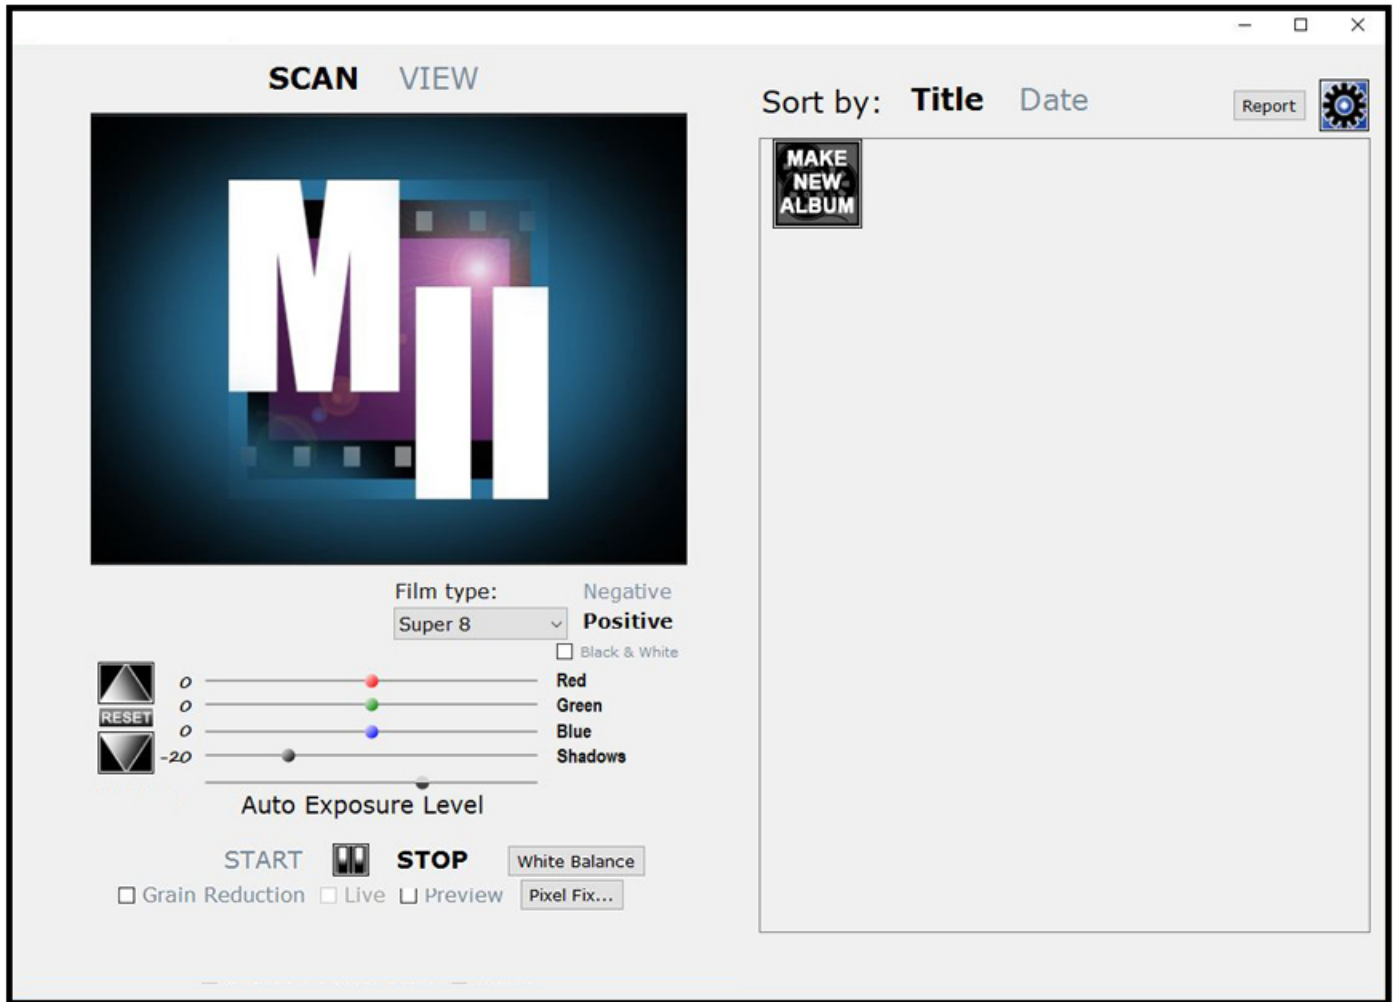 SCAN VIEW
Sort by: Title Date Report
MAKE
NEW
ALBUM
MII
Film type: Negative
Super 8 Positive
Black & White
0 Red
RESET
0 Green
0 Blue
-20 Shadows
Auto Exposure Level
START STOP White Balance
Grain Reduction Live Preview Pixel Fix...